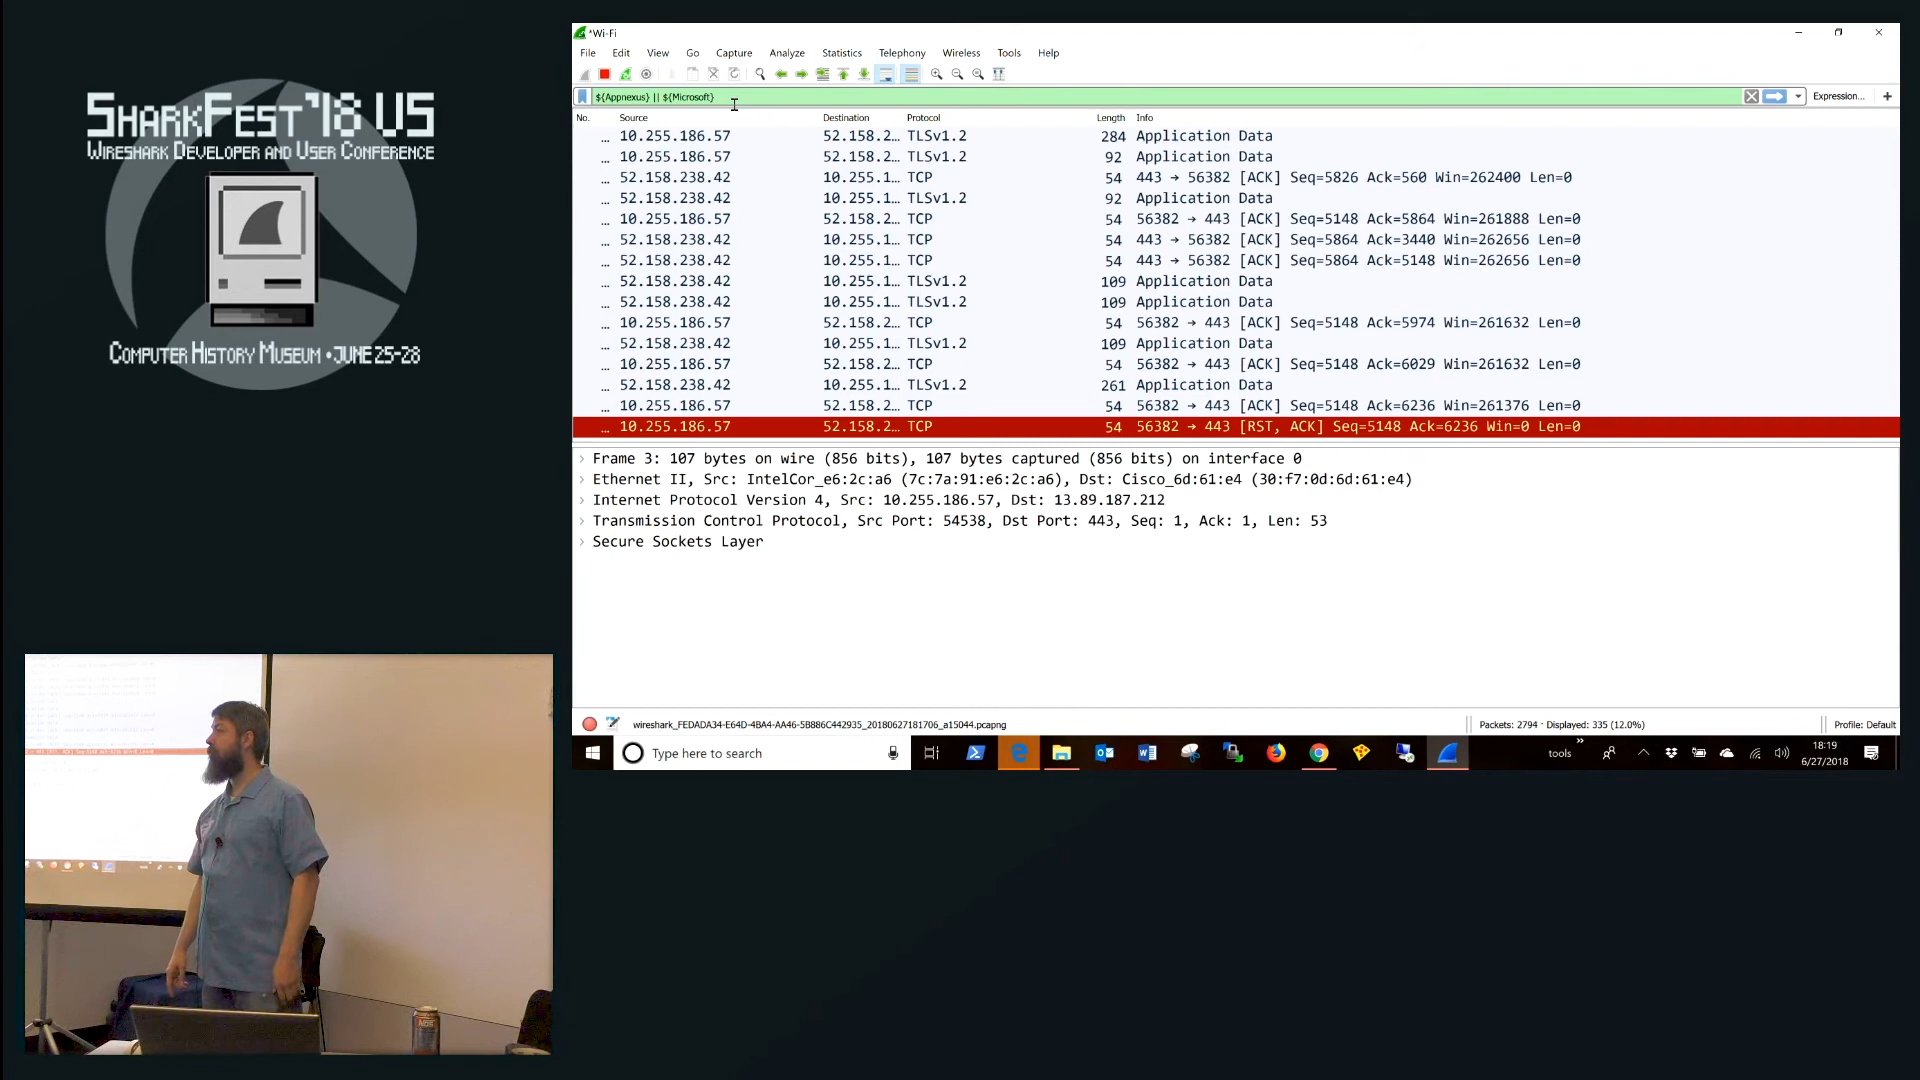 SHARKFEST '18 US
WIRESHARK DEVELOPER AND USER CONFERENCE
COMPUTER HISTORY MUSEUM • JUNE 25-28
*Wi-Fi
File Edit View Go Capture Analyze Statistics Telephony Wireless Tools Help
${Appnexus} || ${Microsoft}
Expression...
No. Source Destination Protocol Length Info
... 10.255.186.57 52.158.2... TLSv1.2 284 Application Data
... 10.255.186.57 52.158.2... TLSv1.2 92 Application Data
... 52.158.238.42 10.255.1... TCP 54 443 → 56382 [ACK] Seq=5826 Ack=560 Win=262400 Len=0
... 52.158.238.42 10.255.1... TLSv1.2 92 Application Data
... 10.255.186.57 52.158.2... TCP 54 56382 → 443 [ACK] Seq=5148 Ack=5864 Win=261888 Len=0
... 52.158.238.42 10.255.1... TCP 54 443 → 56382 [ACK] Seq=5864 Ack=3440 Win=262656 Len=0
... 52.158.238.42 10.255.1... TCP 54 443 → 56382 [ACK] Seq=5864 Ack=5148 Win=262656 Len=0
... 52.158.238.42 10.255.1... TLSv1.2 109 Application Data
... 52.158.238.42 10.255.1... TLSv1.2 109 Application Data
... 10.255.186.57 52.158.2... TCP 54 56382 → 443 [ACK] Seq=5148 Ack=5974 Win=261632 Len=0
... 52.158.238.42 10.255.1... TLSv1.2 109 Application Data
... 10.255.186.57 52.158.2... TCP 54 56382 → 443 [ACK] Seq=5148 Ack=6029 Win=261632 Len=0
... 52.158.238.42 10.255.1... TLSv1.2 261 Application Data
... 10.255.186.57 52.158.2... TCP 54 56382 → 443 [ACK] Seq=5148 Ack=6236 Win=261376 Len=0
... 10.255.186.57 52.158.2... TCP 54 56382 → 443 [RST, ACK] Seq=5148 Ack=6236 Win=0 Len=0
Frame 3: 107 bytes on wire (856 bits), 107 bytes captured (856 bits) on interface 0
Ethernet II, Src: IntelCor_e6:2c:a6 (7c:7a:91:e6:2c:a6), Dst: Cisco_6d:61:e4 (30:f7:0d:6d:61:e4)
Internet Protocol Version 4, Src: 10.255.186.57, Dst: 13.89.187.212
Transmission Control Protocol, Src Port: 54538, Dst Port: 443, Seq: 1, Ack: 1, Len: 53
Secure Sockets Layer
wireshark_FEDADA34-E64D-4BA4-AA46-5B886C442935_20180627181706_a15044.pcapng
Packets: 2794 · Displayed: 335 (12.0%)
Profile: Default
Type here to search
tools
18:19
6/27/2018
NOS